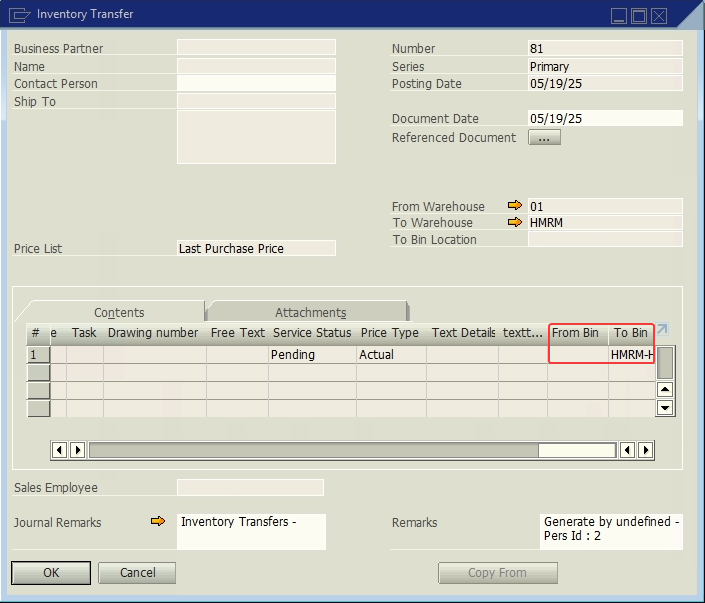 Inventory Transfer
Business Partner
Name
Contact Person
Ship To
Number 81
Series Primary
Posting Date 05/19/25
Document Date 05/19/25
Referenced Document ...
From Warehouse 01
To Warehouse HMRM
To Bin Location
Price List Last Purchase Price
Contents Attachments
# e Task Drawing number Free Text Service Status Price Type Text Details textt... From Bin To Bin
1 Pending Actual HMRM-H
Sales Employee
Journal Remarks Inventory Transfers -
Remarks Generate by undefined -
Pers Id : 2
OK Cancel Copy From